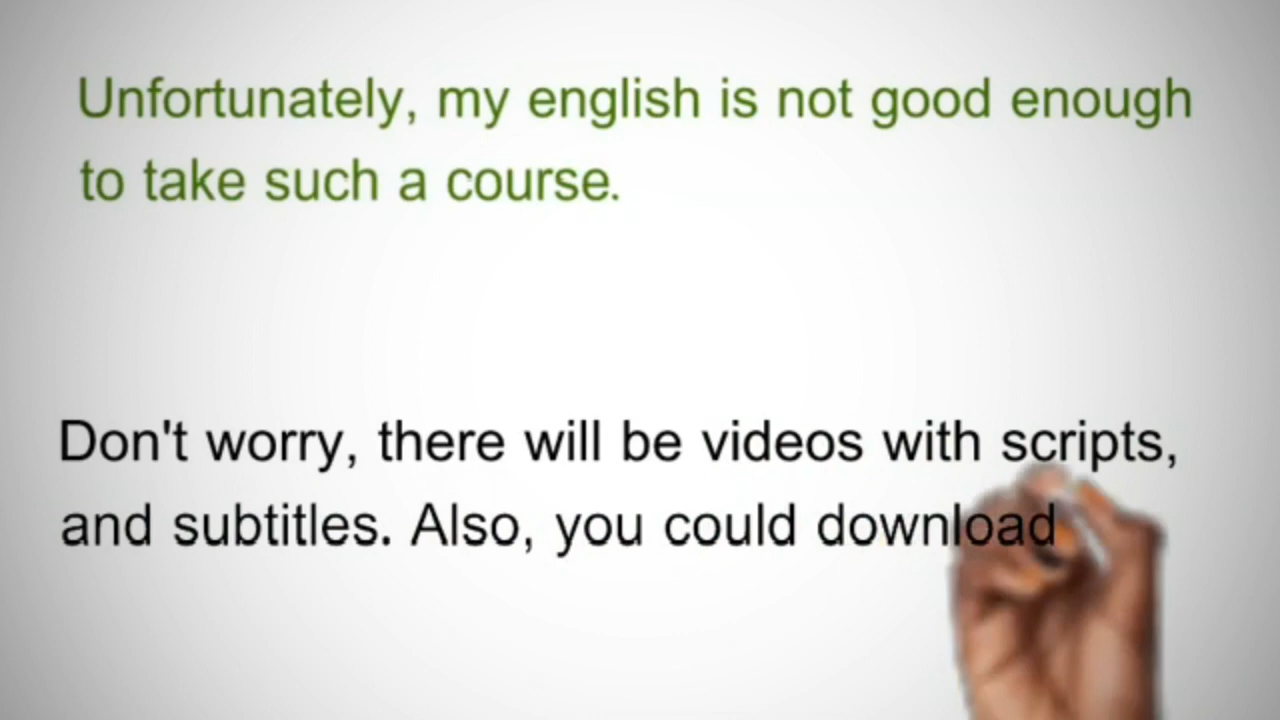 Unfortunately, my english is not good enough
to take such a course.
Don't worry, there will be videos with scripts,
and subtitles. Also, you could download